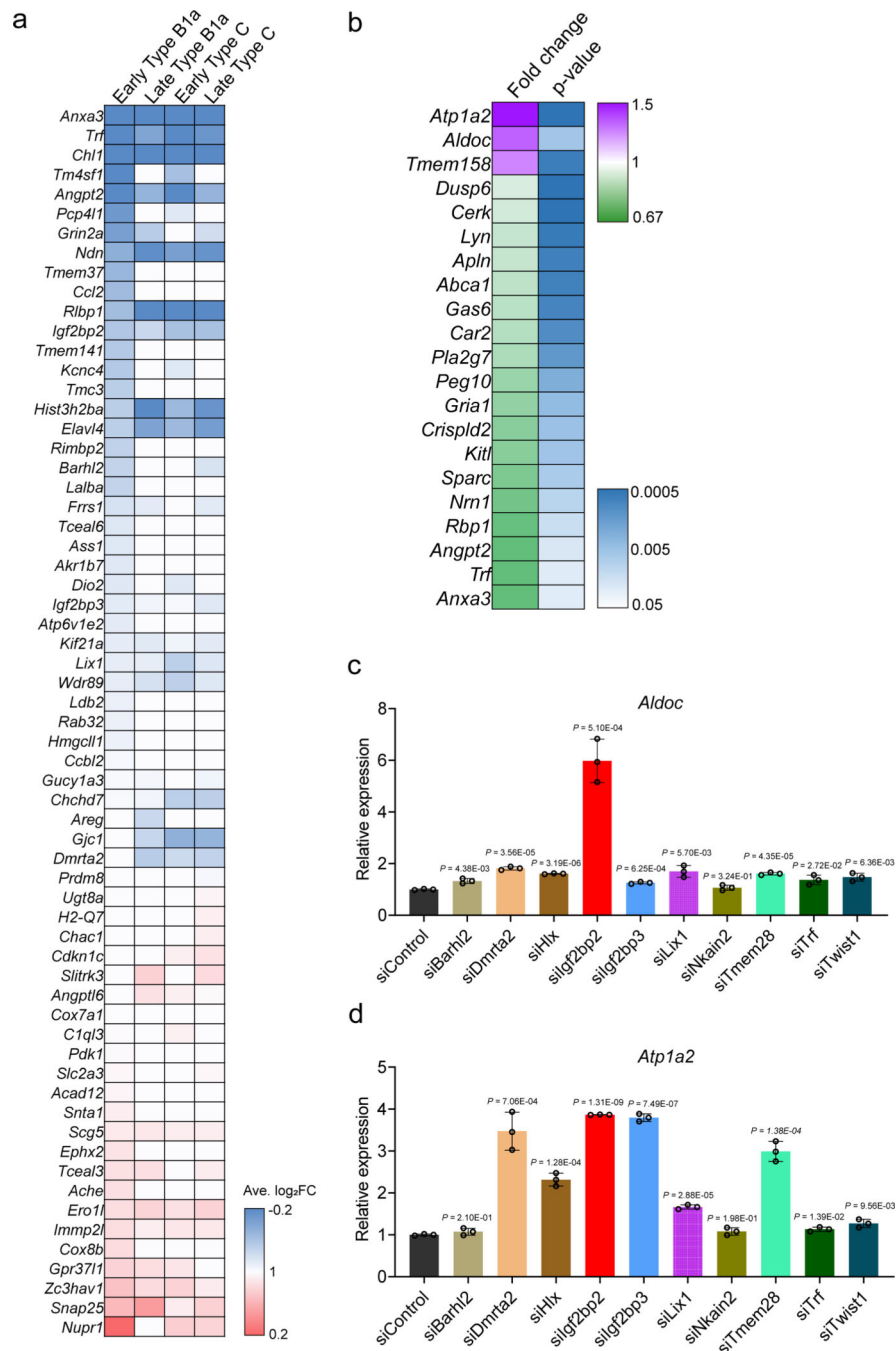 a
Early Type B1a
Late Type B1a
Early Type C
Late Type C
Anxa3
Trf
Chl1
Tm4sf1
Angpt2
Pcp4l1
Grin2a
Ndn
Tmem37
Ccl2
Rlbp1
Igf2bp2
Tmem141
Kcnc4
Tmc3
Hist3h2ba
Elavl4
Rimbp2
Barhl2
Lalba
Frrs1
Tceal6
Ass1
Akr1b7
Dio2
Igf2bp3
Atp6v1e2
Kif21a
Lix1
Wdr89
Ldb2
Rab32
Hmgcll1
Ccbl2
Gucy1a3
Chchd7
Areg
Gjc1
Dmrta2
Prdm8
Ugt8a
H2-Q7
Chac1
Cdkn1c
Slitrk3
Angptl6
Cox7a1
C1ql3
Pdk1
Slc2a3
Acad12
Snta1
Scg5
Ephx2
Tceal3
Ache
Ero1l
Immp2l
Cox8b
Gpr37l1
Zc3hav1
Snap25
Nupr1
Ave. log₂FC
-0.2
1
0.2
b
Fold change
p-value
Atp1a2
Aldoc
Tmem158
Dusp6
Cerk
Lyn
Apln
Abca1
Gas6
Car2
Pla2g7
Peg10
Gria1
Crispld2
Kitl
Sparc
Nrn1
Rbp1
Angpt2
Trf
Anxa3
1.5
1
0.67
0.0005
0.005
0.05
c
Aldoc
Relative expression
8
6
4
2
0
P = 4.38E-03
P = 3.56E-05
P = 3.19E-06
P = 5.10E-04
P = 6.25E-04
P = 5.70E-03
P = 3.24E-01
P = 4.35E-05
P = 2.72E-02
P = 6.36E-03
siControl
siBarhl2
siDmrta2
siHlx
siIgf2bp2
siIgf2bp3
siLix1
siNkain2
siTmem28
siTrf
siTwist1
d
Atp1a2
Relative expression
5
4
3
2
1
0
P = 2.10E-01
P = 7.06E-04
P = 1.28E-04
P = 1.31E-09
P = 7.49E-07
P = 2.88E-05
P = 1.98E-01
P = 1.38E-04
P = 1.39E-02
P = 9.56E-03
siControl
siBarhl2
siDmrta2
siHlx
siIgf2bp2
siIgf2bp3
siLix1
siNkain2
siTmem28
siTrf
siTwist1